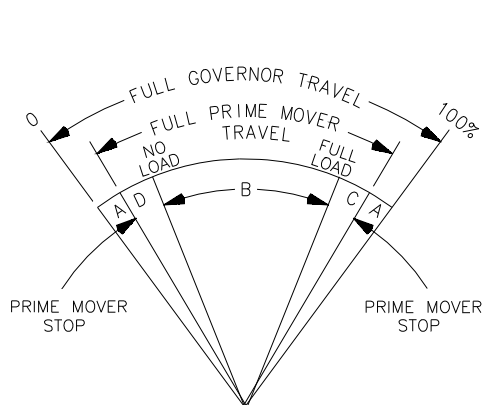 0
FULL GOVERNOR TRAVEL
100%
FULL PRIME MOVER
TRAVEL
NO
LOAD
FULL
LOAD
A
D
B
C
A
PRIME MOVER
STOP
PRIME MOVER
STOP